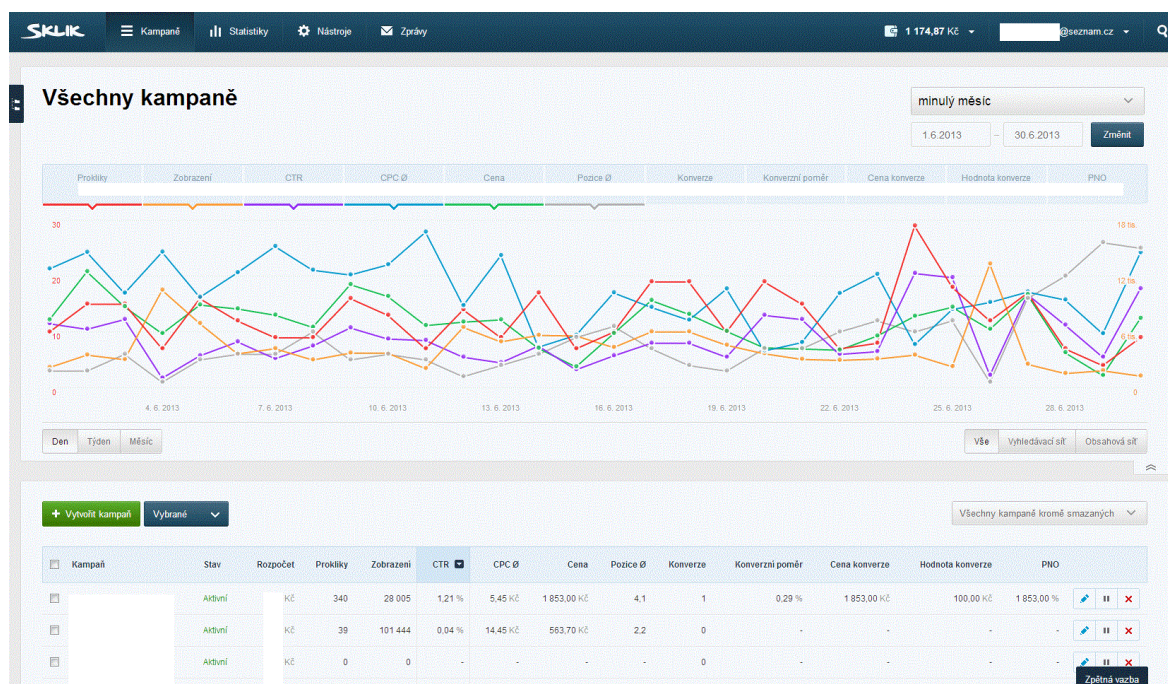 SKLIK Kampaně Statistiky Nástroje Zprávy 1 174,87 Kč @seznam.cz
Všechny kampaně
minulý měsíc
1.6.2013 – 30.6.2013 Změnit
Prokliky Zobrazení CTR CPC Ø Cena Pozice Ø Konverze Konverzní poměr Cena konverze Hodnota konverze PNO
30 18 tis.
20 12 tis.
10 6 tis.
0 0
4. 6. 2013 7. 6. 2013 10. 6. 2013 13. 6. 2013 16. 6. 2013 19. 6. 2013 22. 6. 2013 25. 6. 2013 28. 6. 2013
Den Týden Měsíc Vše Vyhledávací síť Obsahová síť
+ Vytvořit kampaň Vybrané Všechny kampaně kromě smazaných
Kampaň Stav Rozpočet Prokliky Zobrazení CTR CPC Ø Cena Pozice Ø Konverze Konverzní poměr Cena konverze Hodnota konverze PNO
Aktivní Kč 340 28 005 1,21 % 5,45 Kč 1 853,00 Kč 4,1 1 0,29 % 1 853,00 Kč 100,00 Kč 1 853,00 %
Aktivní Kč 39 101 444 0,04 % 14,45 Kč 563,70 Kč 2,2 0 - - - -
Aktivní Kč 0 0 - - - - 0 - - - -
Zpětná vazba